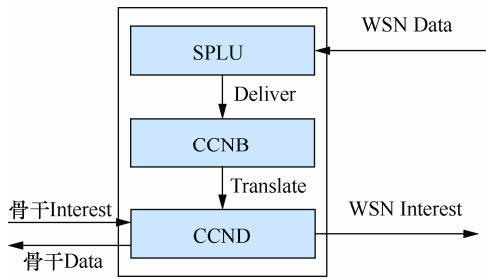 WSN Data
SPLU
Deliver
CCNB
Translate
骨干Interest
WSN Interest
CCND
骨干Data